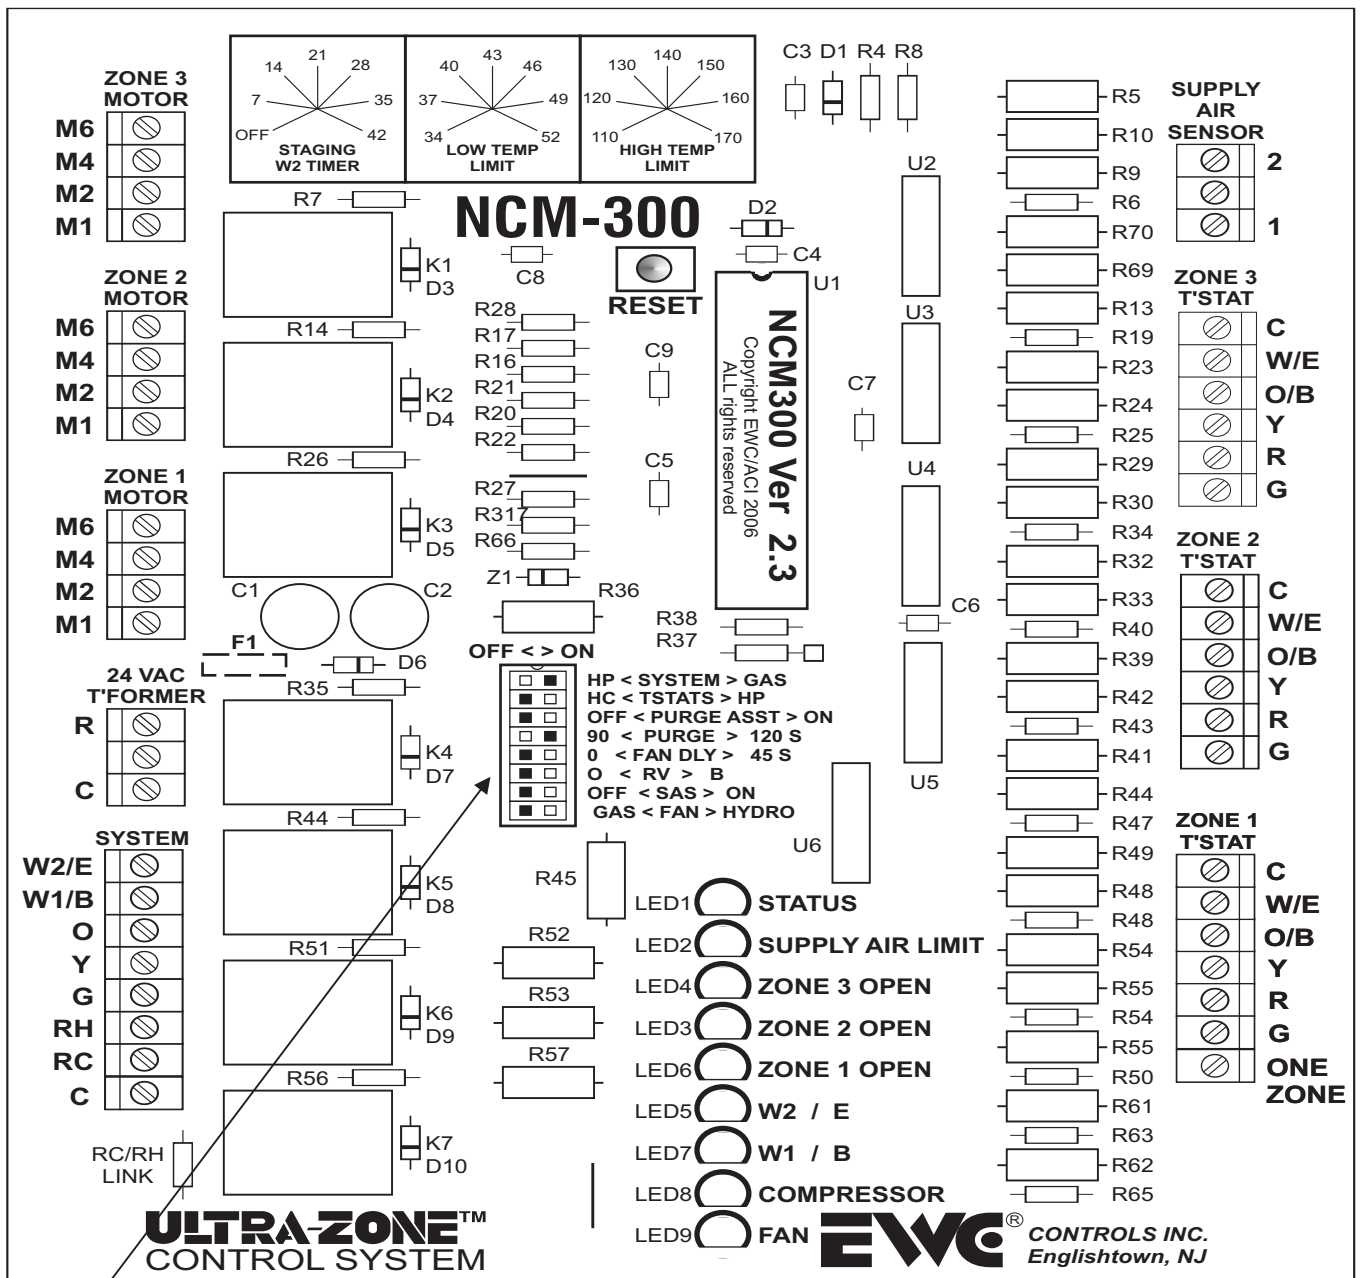 ZONE 3
MOTOR
M6
M4
M2
M1
ZONE 2
MOTOR
M6
M4
M2
M1
ZONE 1
MOTOR
M6
M4
M2
M1
24 VAC
T'FORMER
R
C
SYSTEM
W2/E
W1/B
O
Y
G
RH
RC
C
RC/RH
LINK
OFF 7 14 21 28 35 42
STAGING
W2 TIMER
34 37 40 43 46 49 52
LOW TEMP
LIMIT
110 120 130 140 150 160 170
HIGH TEMP
LIMIT
R7
K1
D3
R14
K2
D4
R26
K3
D5
C1
C2
F1
D6
R35
K4
D7
R44
K5
D8
R51
K6
D9
R56
K7
D10
NCM-300
C8
RESET
R28
R17
R16
R21
R20
R22
R27
R317
R66
Z1
R36
C9
C5
R38
R37
D2
C4
U1
NCM300 Ver 2.3
Copyright EWC/ACI 2006
ALL rights reserved
C3 D1 R4 R8
U2
U3
C7
U4
C6
U5
U6
OFF < > ON
HP < SYSTEM > GAS
HC < TSTATS > HP
OFF < PURGE ASST > ON
90 < PURGE > 120 S
0 < FAN DLY > 45 S
O < RV > B
OFF < SAS > ON
GAS < FAN > HYDRO
R45
R52
R53
R57
LED1 STATUS
LED2 SUPPLY AIR LIMIT
LED4 ZONE 3 OPEN
LED3 ZONE 2 OPEN
LED6 ZONE 1 OPEN
LED5 W2 / E
LED7 W1 / B
LED8 COMPRESSOR
LED9 FAN
R5
R10
R9
R6
R70
R69
R13
R19
R23
R24
R25
R29
R30
R34
R32
R33
R40
R39
R42
R43
R41
R44
R47
R49
R48
R48
R54
R55
R54
R55
R50
R61
R63
R62
R65
SUPPLY
AIR
SENSOR
2
1
ZONE 3
T'STAT
C
W/E
O/B
Y
R
G
ZONE 2
T'STAT
C
W/E
O/B
Y
R
G
ZONE 1
T'STAT
C
W/E
O/B
Y
R
G
ONE
ZONE
ULTRA-ZONE™
CONTROL SYSTEM
EWC®
CONTROLS INC.
Englishtown, NJ